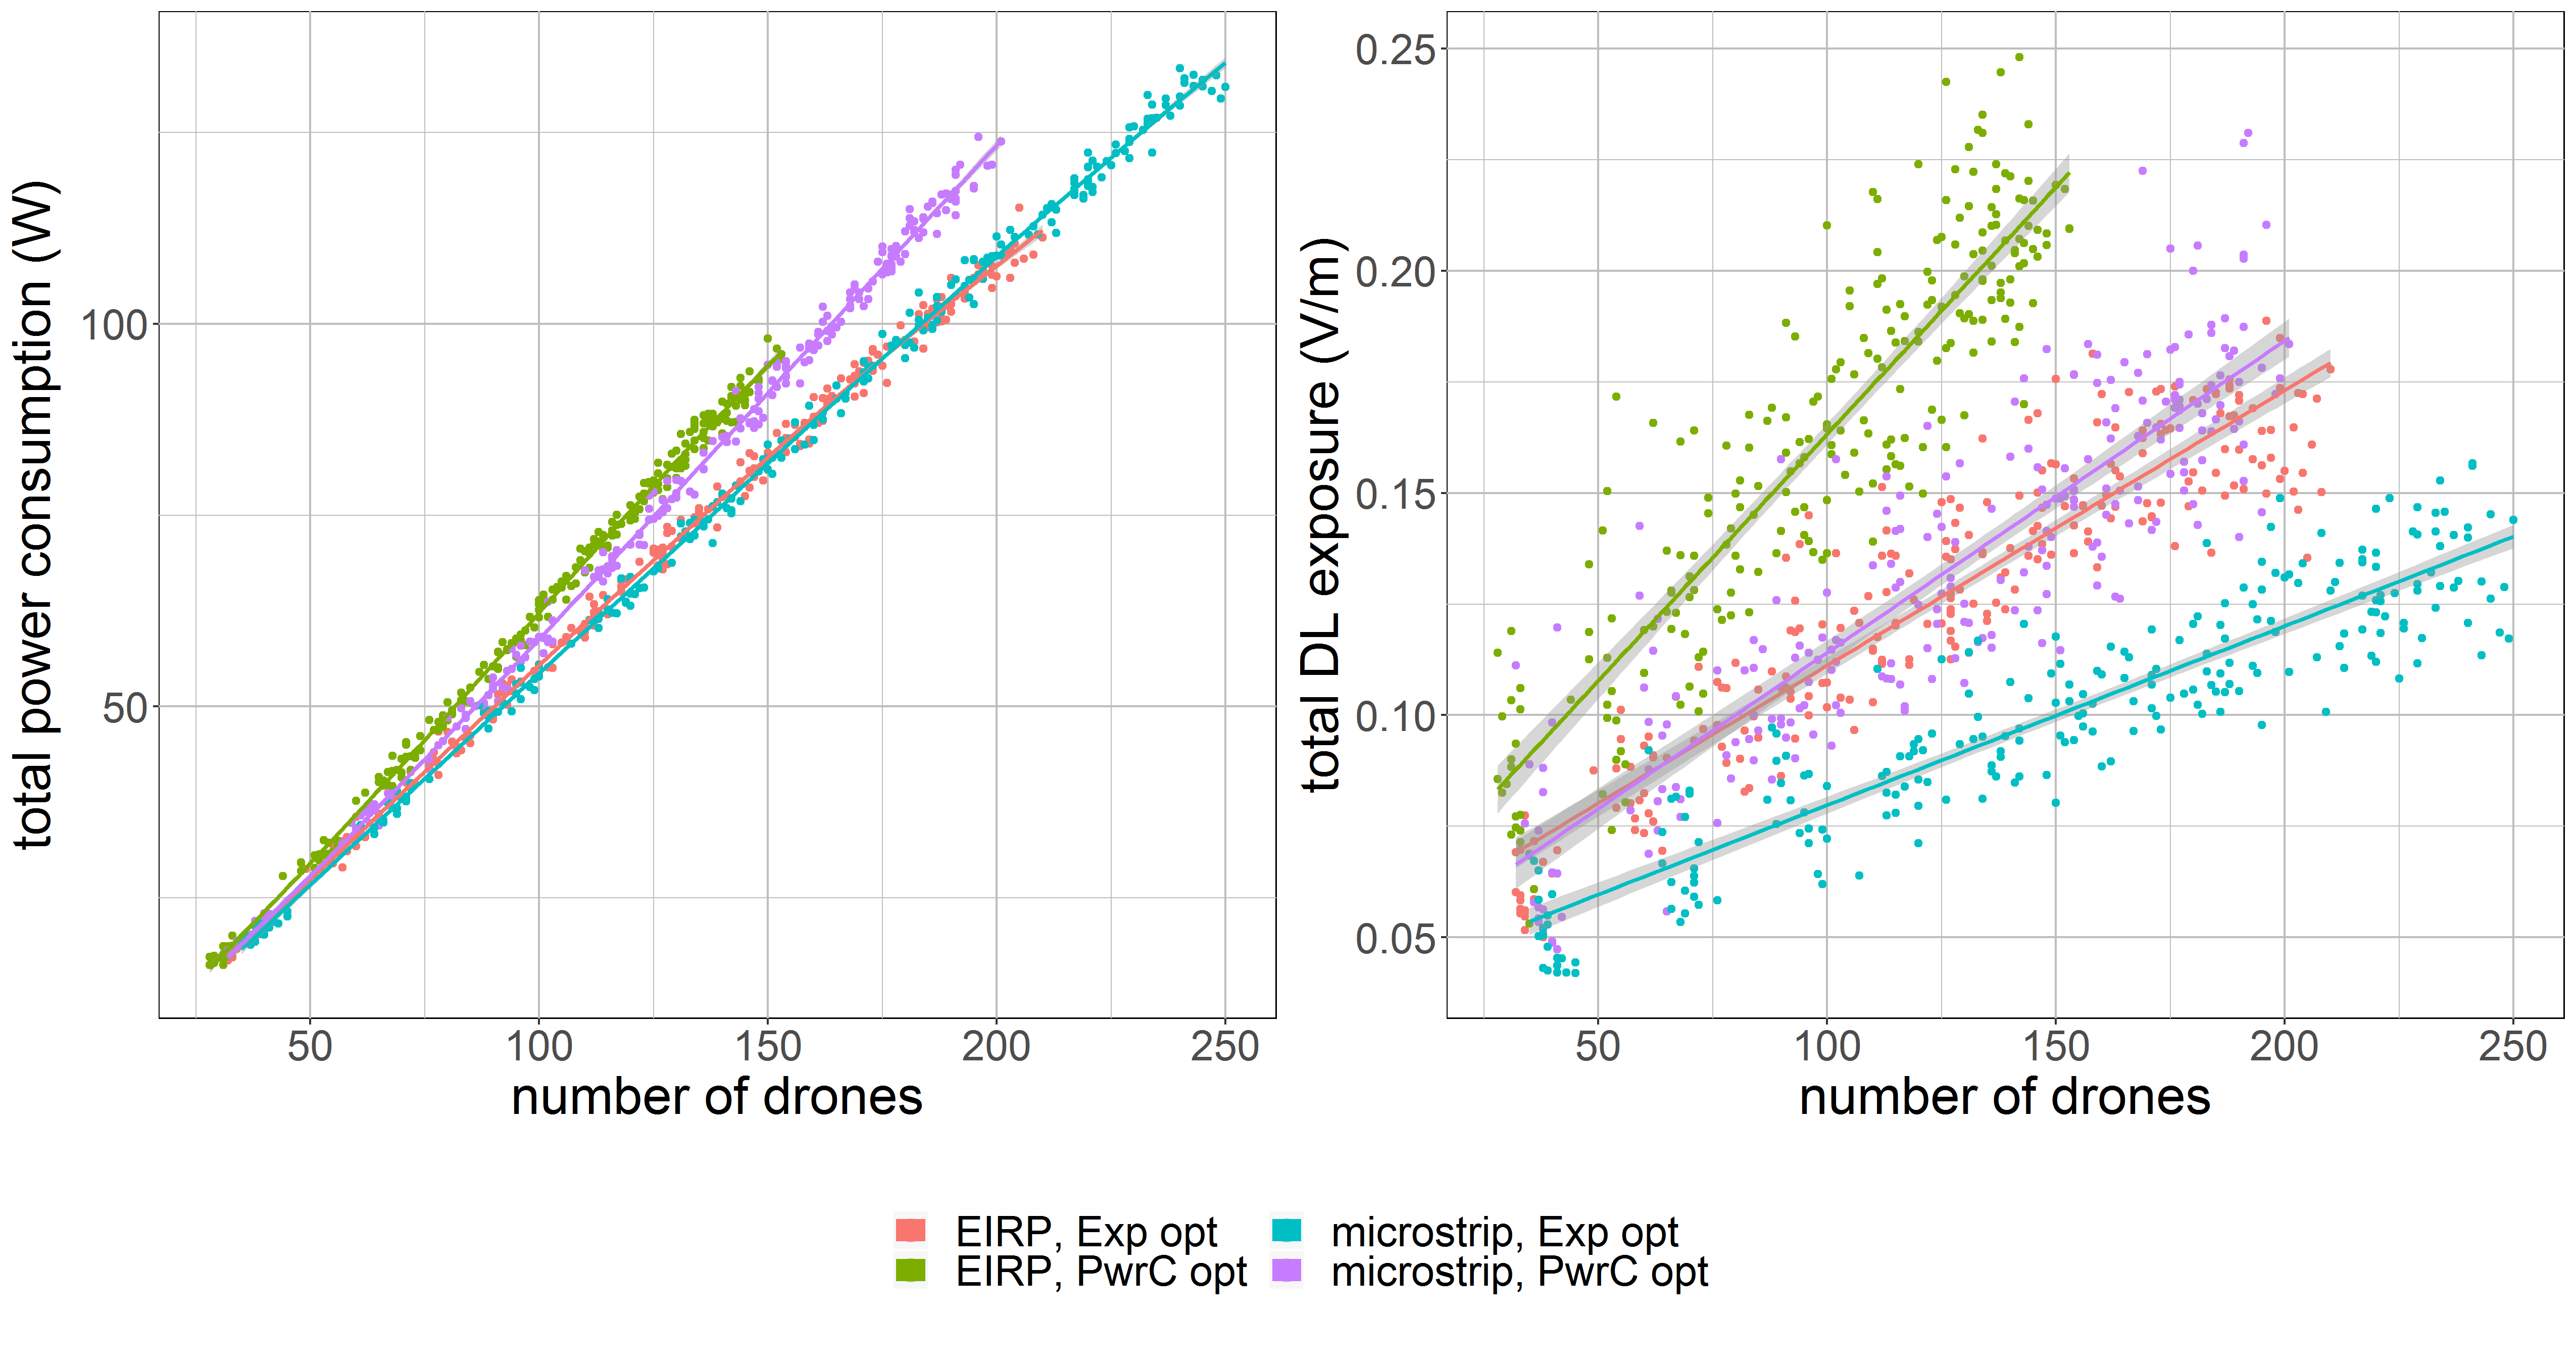 total power consumption (W)
100
50
50 100 150 200 250
number of drones
total DL exposure (V/m)
0.25
0.20
0.15
0.10
0.05
50 100 150 200 250
number of drones
EIRP, Exp opt
EIRP, PwrC opt
microstrip, Exp opt
microstrip, PwrC opt